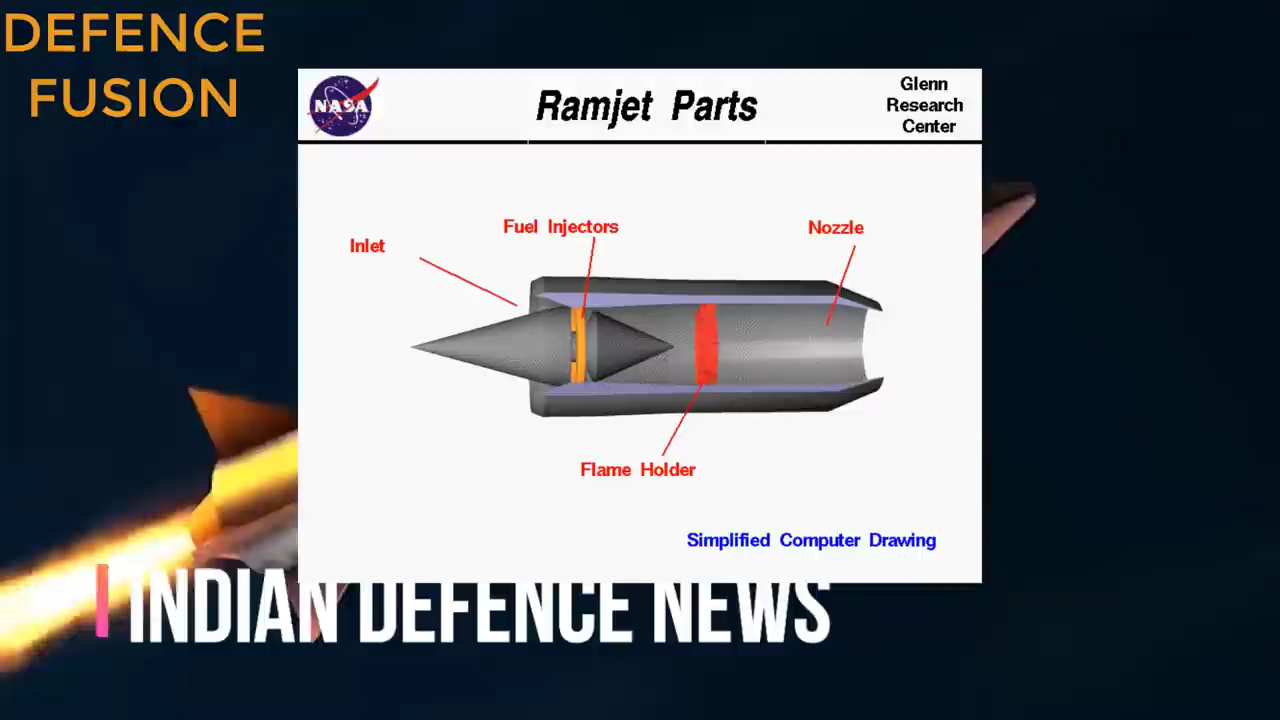 DEFENCE
FUSION
NASA
Ramjet Parts
Glenn
Research
Center
Inlet
Fuel Injectors
Nozzle
Flame Holder
Simplified Computer Drawing
INDIAN DEFENCE NEWS